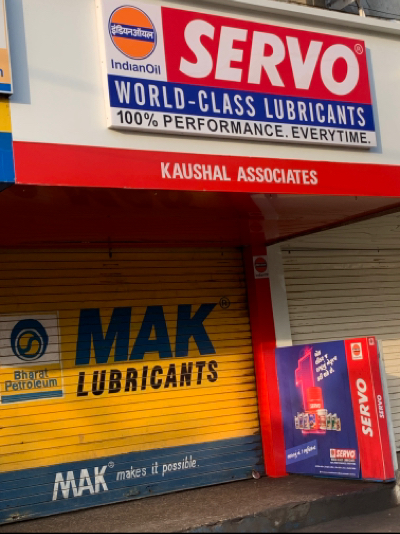 इंडियनऑयल
IndianOil
SERVO®
WORLD-CLASS LUBRICANTS
100% PERFORMANCE. EVERYTIME.
KAUSHAL ASSOCIATES
MAK®
LUBRICANTS
Bharat
Petroleum
MAK® makes it possible.
SERVO
SERVO
SERVO